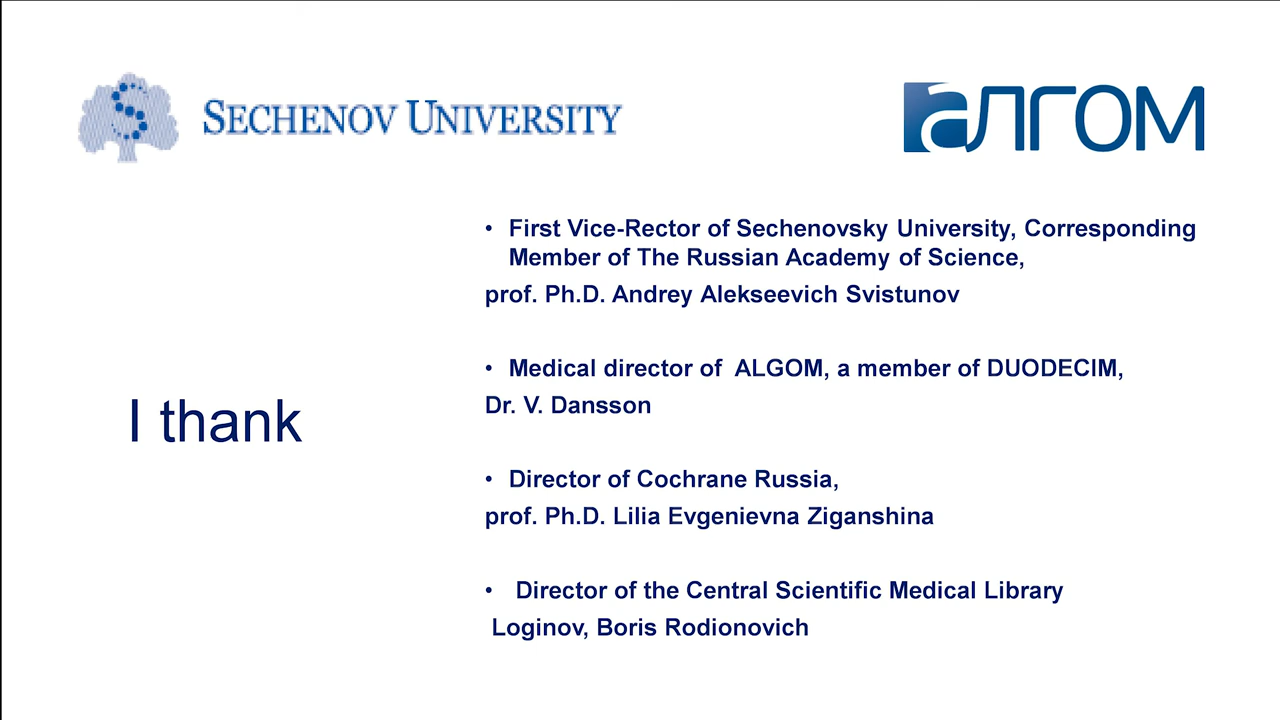 SECHENOV UNIVERSITY
алгом
• First Vice-Rector of Sechenovsky University, Corresponding
Member of The Russian Academy of Science,
prof. Ph.D. Andrey Alekseevich Svistunov
• Medical director of ALGOM, a member of DUODECIM,
Dr. V. Dansson
I thank
• Director of Cochrane Russia,
prof. Ph.D. Lilia Evgenievna Ziganshina
• Director of the Central Scientific Medical Library
Loginov, Boris Rodionovich